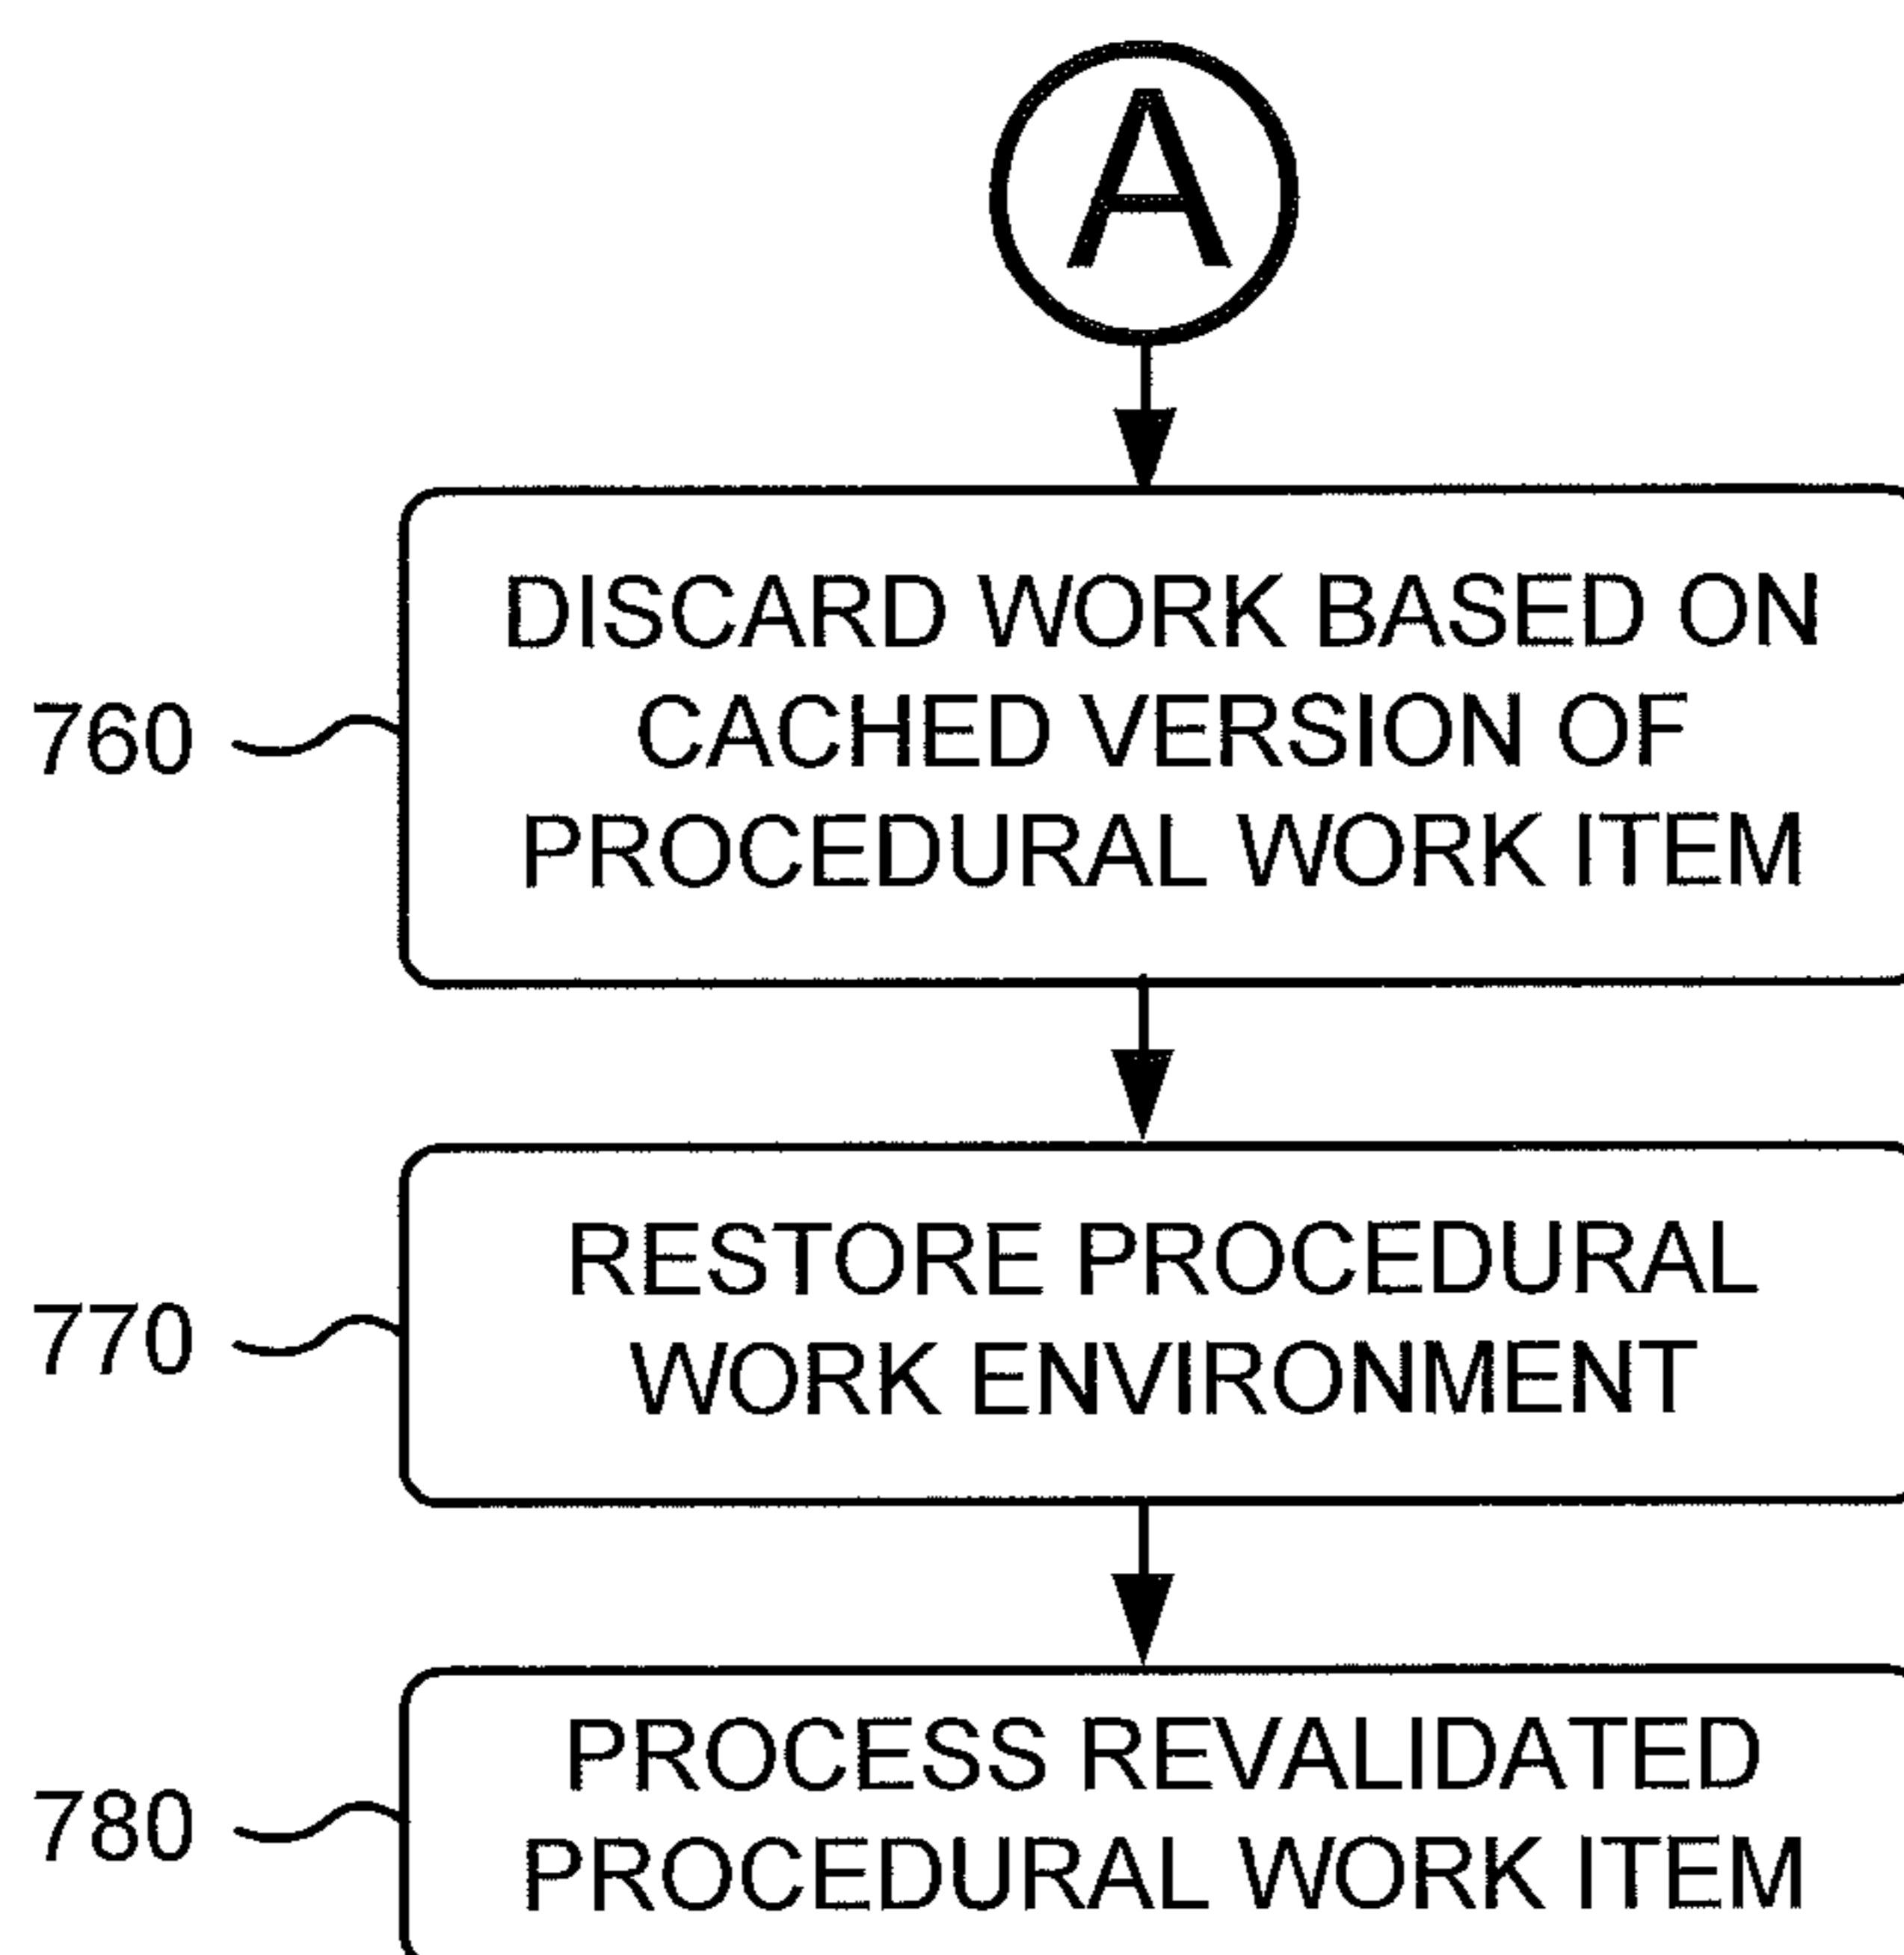 A
DISCARD WORK BASED ON
CACHED VERSION OF
PROCEDURAL WORK ITEM
760
RESTORE PROCEDURAL
WORK ENVIRONMENT
770
PROCESS REVALIDATED
PROCEDURAL WORK ITEM
780